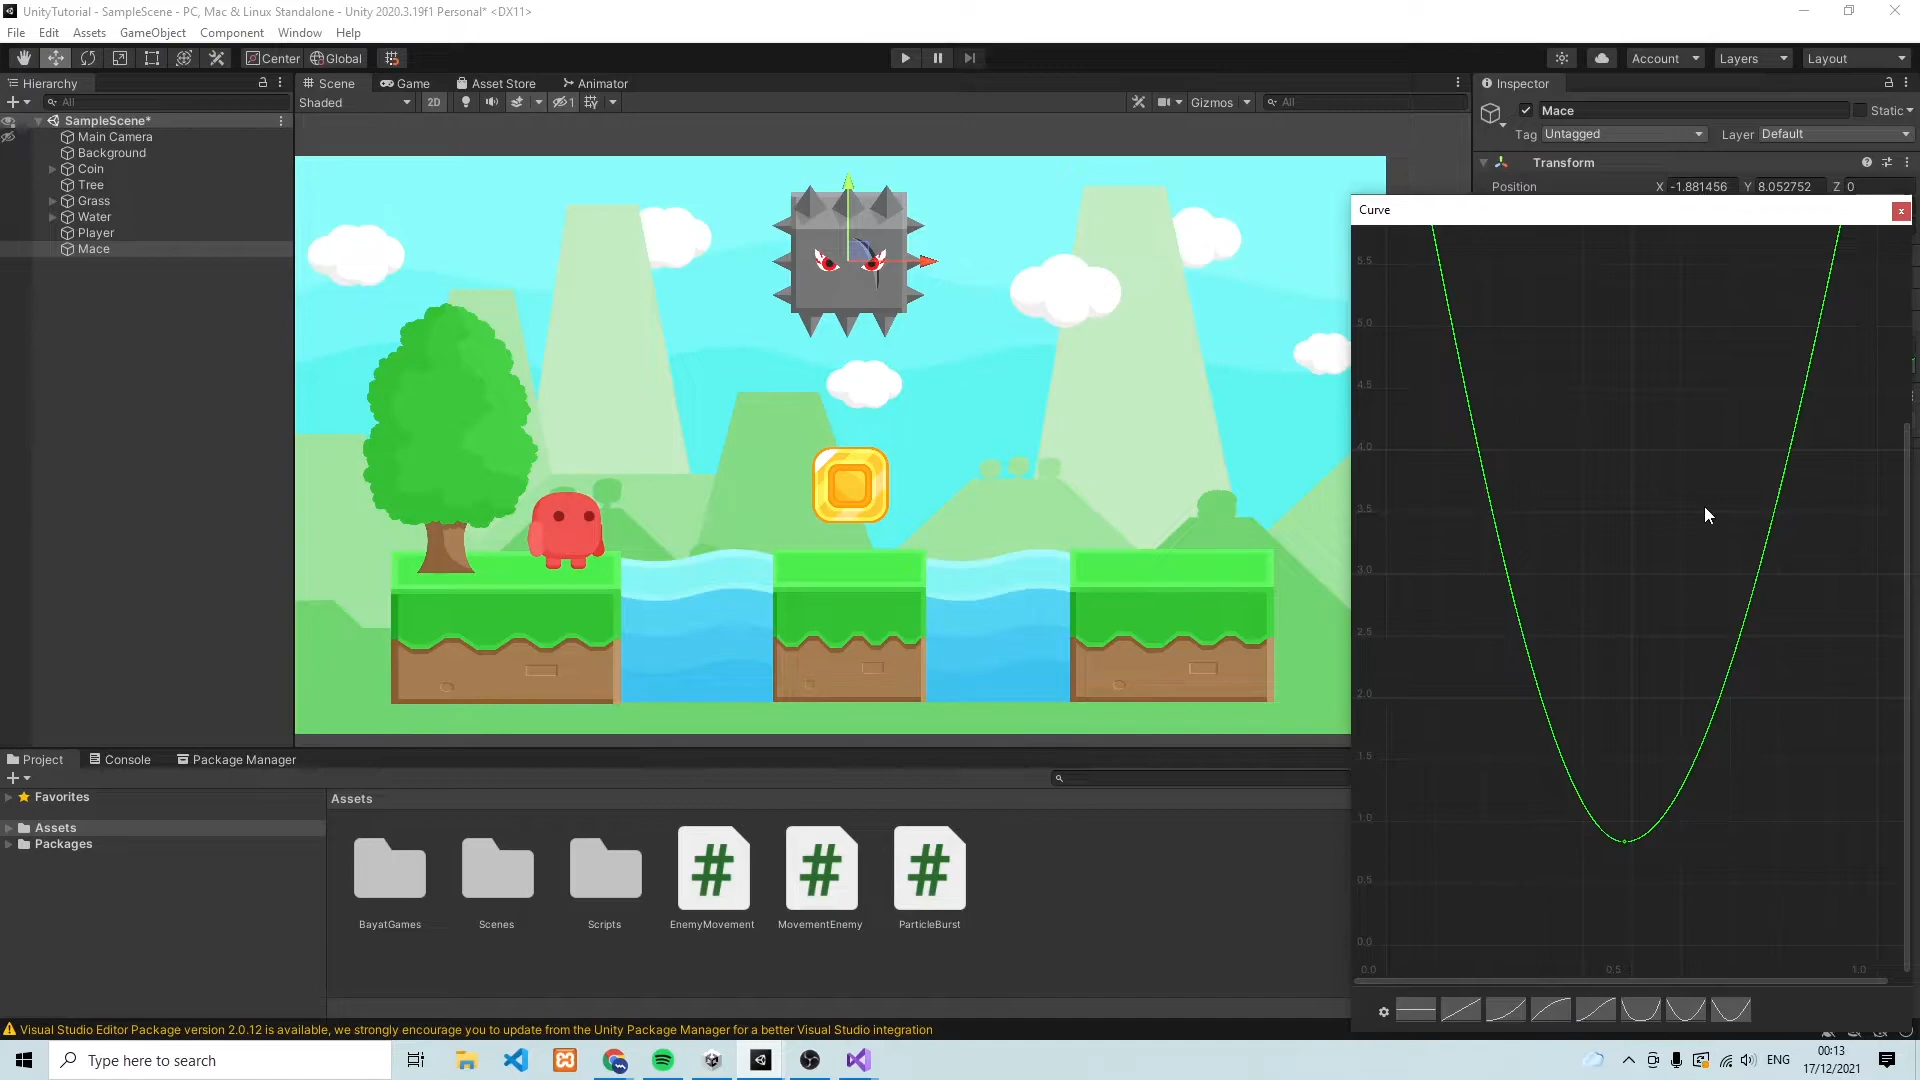 UnityTutorial - SampleScene - PC, Mac & Linux Standalone - Unity 2020.3.19f1 Personal* <DX11>
File Edit Assets GameObject Component Window Help
Center Global Account Layers Layout
Hierarchy
All
SampleScene*
Main Camera
Background
Coin
Tree
Grass
Water
Player
Mace
Scene Game Asset Store Animator
Shaded 2D 1 Gizmos All
Inspector
Mace Static
Tag Untagged Layer Default
Transform
Position X -1.881456 Y 8.052752 Z 0
Curve
5.5
5.0
4.5
4.0
3.5
3.0
2.5
2.0
1.5
1.0
0.5
0.0
0.0 0.5 1.0
Project Console Package Manager
Favorites
Assets
Packages
Assets
BayatGames Scenes Scripts EnemyMovement MovementEnemy ParticleBurst
Visual Studio Editor Package version 2.0.12 is available, we strongly encourage you to update from the Unity Package Manager for a better Visual Studio integration
Type here to search
ENG
00:13
17/12/2021